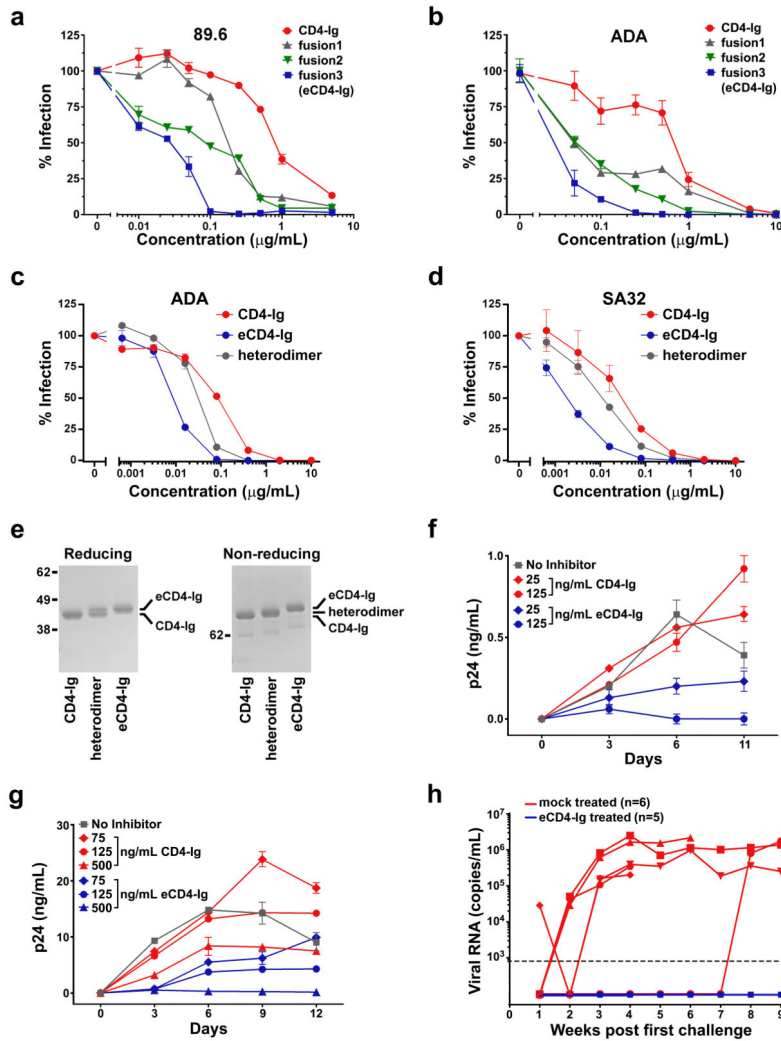 a
89.6
CD4-Ig
fusion1
fusion2
fusion3
(eCD4-Ig)
% Infection
125
100
75
50
25
0
0
0.01
0.1
1
10
Concentration (μg/mL)
b
ADA
CD4-Ig
fusion1
fusion2
fusion3
(eCD4-Ig)
% Infection
125
100
75
50
25
0
0
0.1
1
10
Concentration (μg/mL)
c
ADA
CD4-Ig
eCD4-Ig
heterodimer
% Infection
125
100
75
50
25
0
0
0.001
0.01
0.1
1
10
Concentration (μg/mL)
d
SA32
CD4-Ig
eCD4-Ig
heterodimer
% Infection
125
100
75
50
25
0
0
0.001
0.01
0.1
1
10
Concentration (μg/mL)
e
Reducing
62
49
38
eCD4-Ig
CD4-Ig
CD4-Ig
heterodimer
eCD4-Ig
Non-reducing
62
eCD4-Ig
heterodimer
CD4-Ig
CD4-Ig
heterodimer
eCD4-Ig
f
No Inhibitor
25
125
ng/mL CD4-Ig
25
125
ng/mL eCD4-Ig
p24 (ng/mL)
1.0
0.5
0.0
0
3
6
11
Days
g
No Inhibitor
75
125 ng/mL CD4-Ig
500
75
125 ng/mL eCD4-Ig
500
p24 (ng/mL)
30
20
10
0
0
3
6
9
12
Days
h
mock treated (n=6)
eCD4-Ig treated (n=5)
Viral RNA (copies/mL)
10⁷
10⁶
10⁵
10⁴
10³
0
1
2
3
4
5
6
7
8
9
Weeks post first challenge